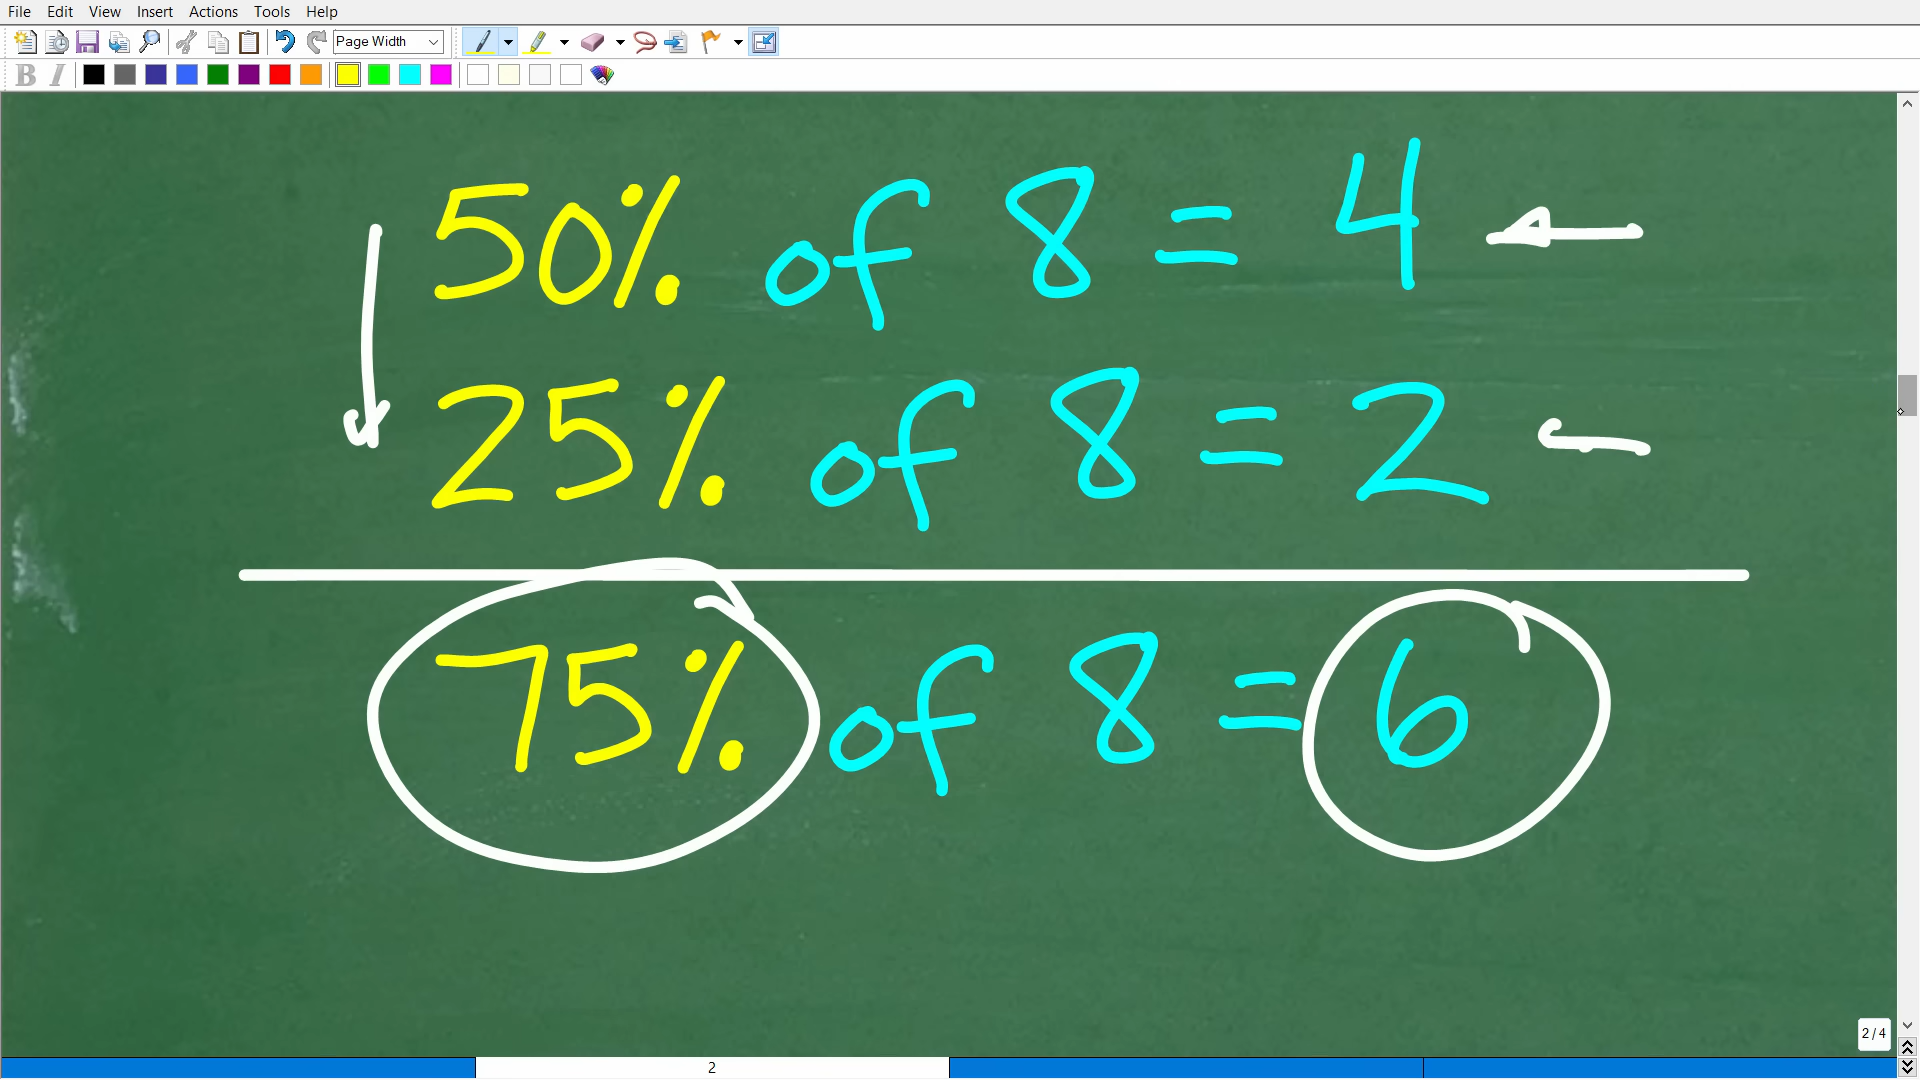 File Edit View Insert Actions Tools Help
Page Width
B I
50% of 8 = 4
25% of 8 = 2
75% of 8 = 6
2 / 4
2